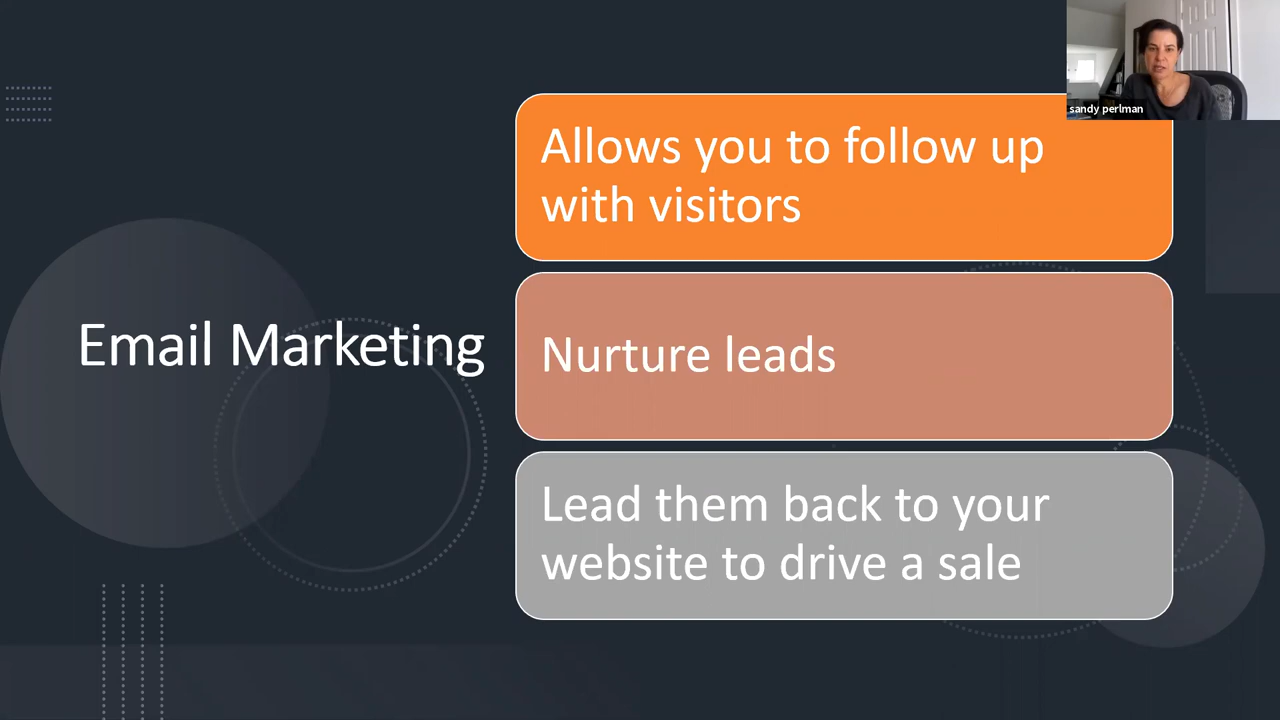 sandy perlman
Allows you to follow up
with visitors
Email Marketing
Nurture leads
Lead them back to your
website to drive a sale